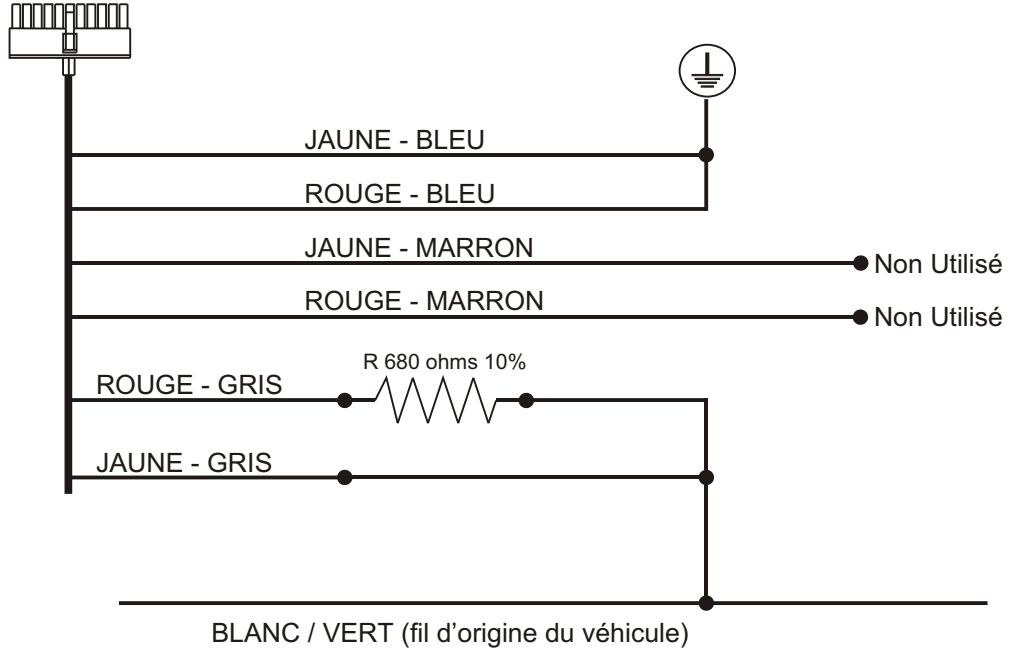 JAUNE - BLEU
ROUGE - BLEU
JAUNE - MARRON
Non Utilisé
ROUGE - MARRON
Non Utilisé
R 680 ohms 10%
ROUGE - GRIS
JAUNE - GRIS
BLANC / VERT (fil d'origine du véhicule)